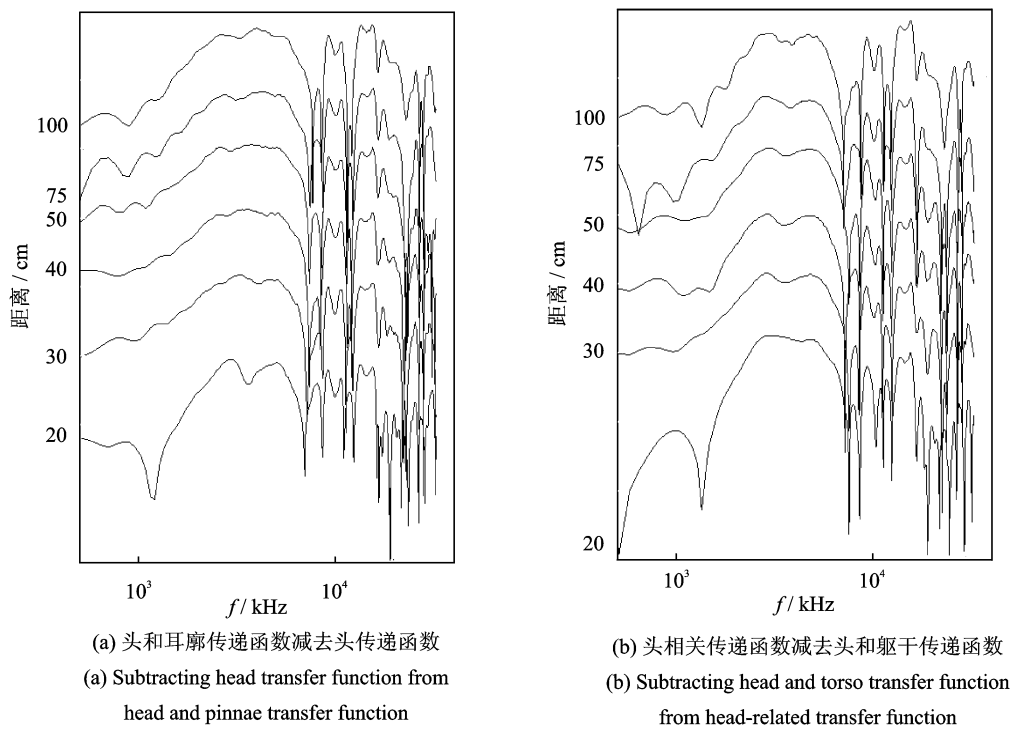 100
75
50
40
30
20
距离 / cm
10³
10⁴
f / kHz
(a) 头和耳廓传递函数减去头传递函数
(a) Subtracting head transfer function from
head and pinnae transfer function
100
75
50
40
30
20
距离 / cm
10³
10⁴
f / kHz
(b) 头相关传递函数减去头和躯干传递函数
(b) Subtracting head and torso transfer function
from head-related transfer function